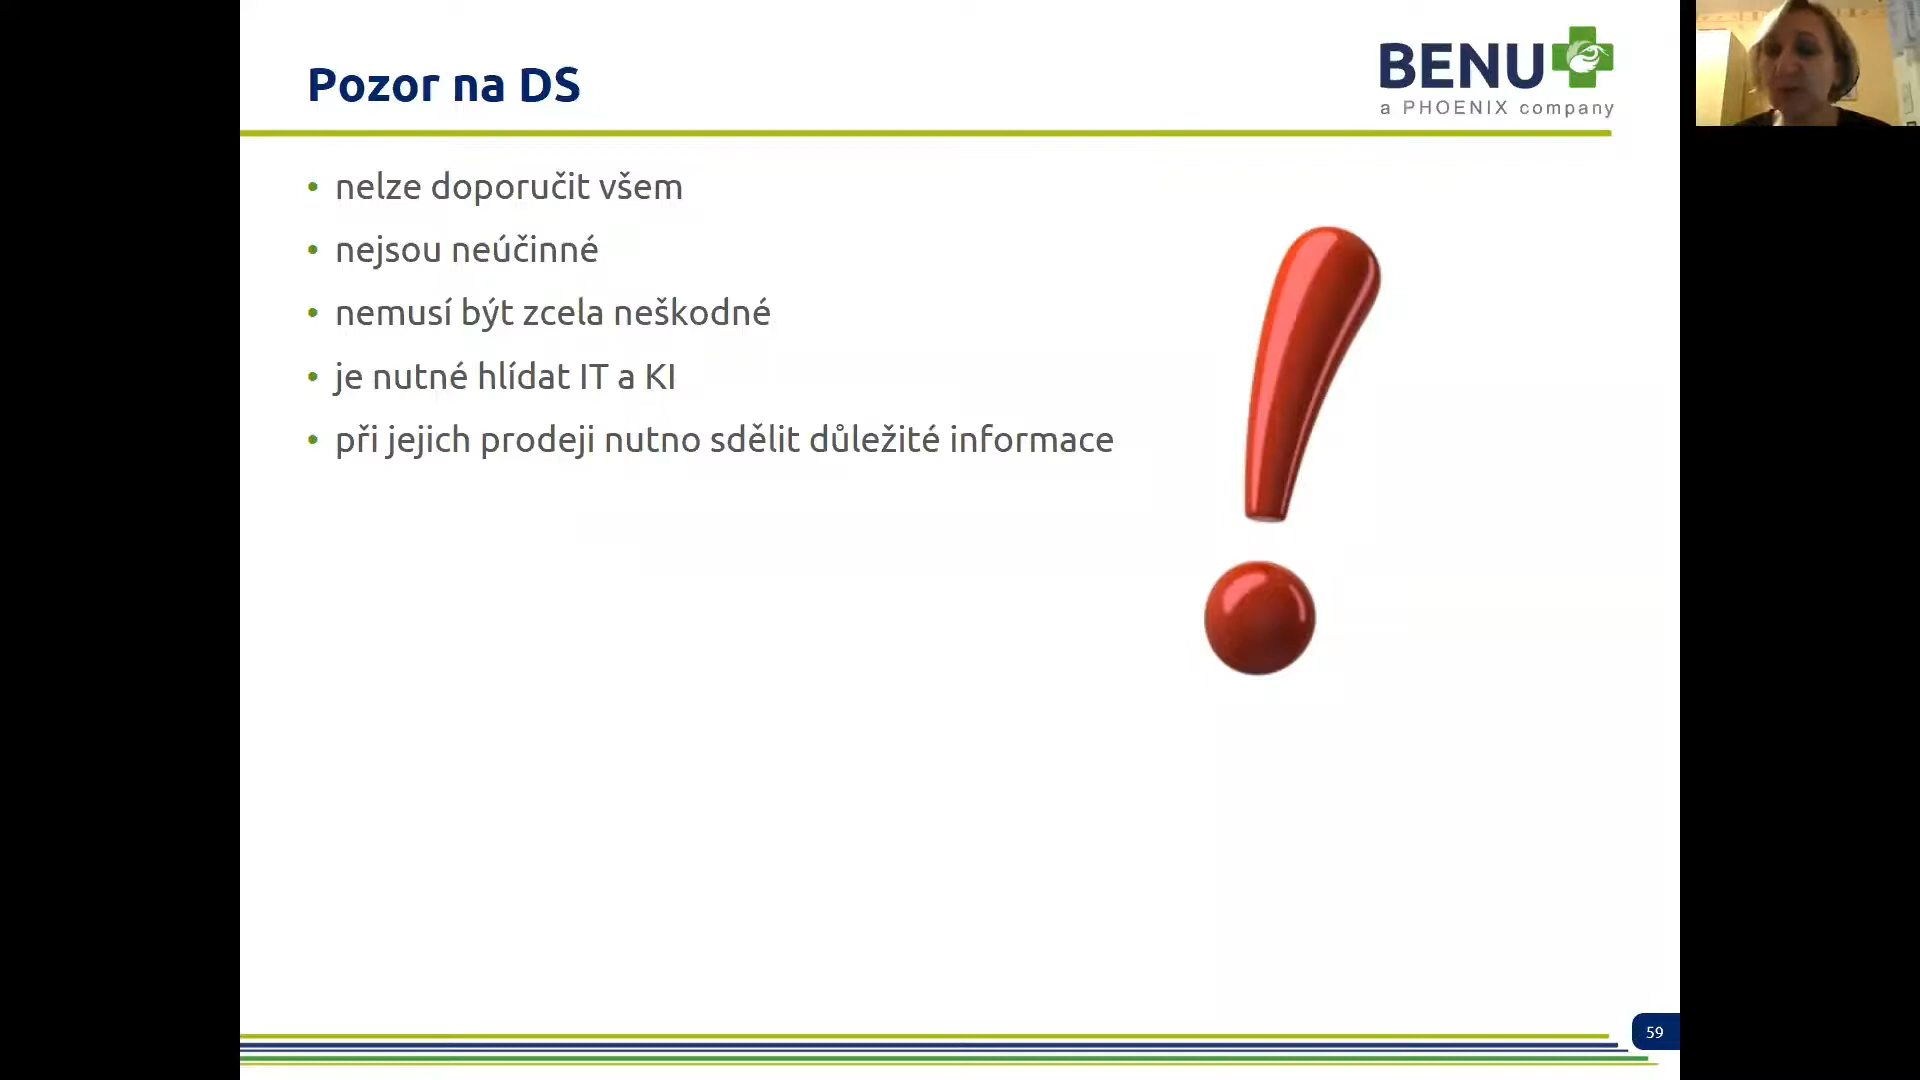 Pozor na DS
BENU
a PHOENIX company
• nelze doporučit všem
• nejsou neúčinné
• nemusí být zcela neškodné
• je nutné hlídat IT a KI
• při jejich prodeji nutno sdělit důležité informace
59